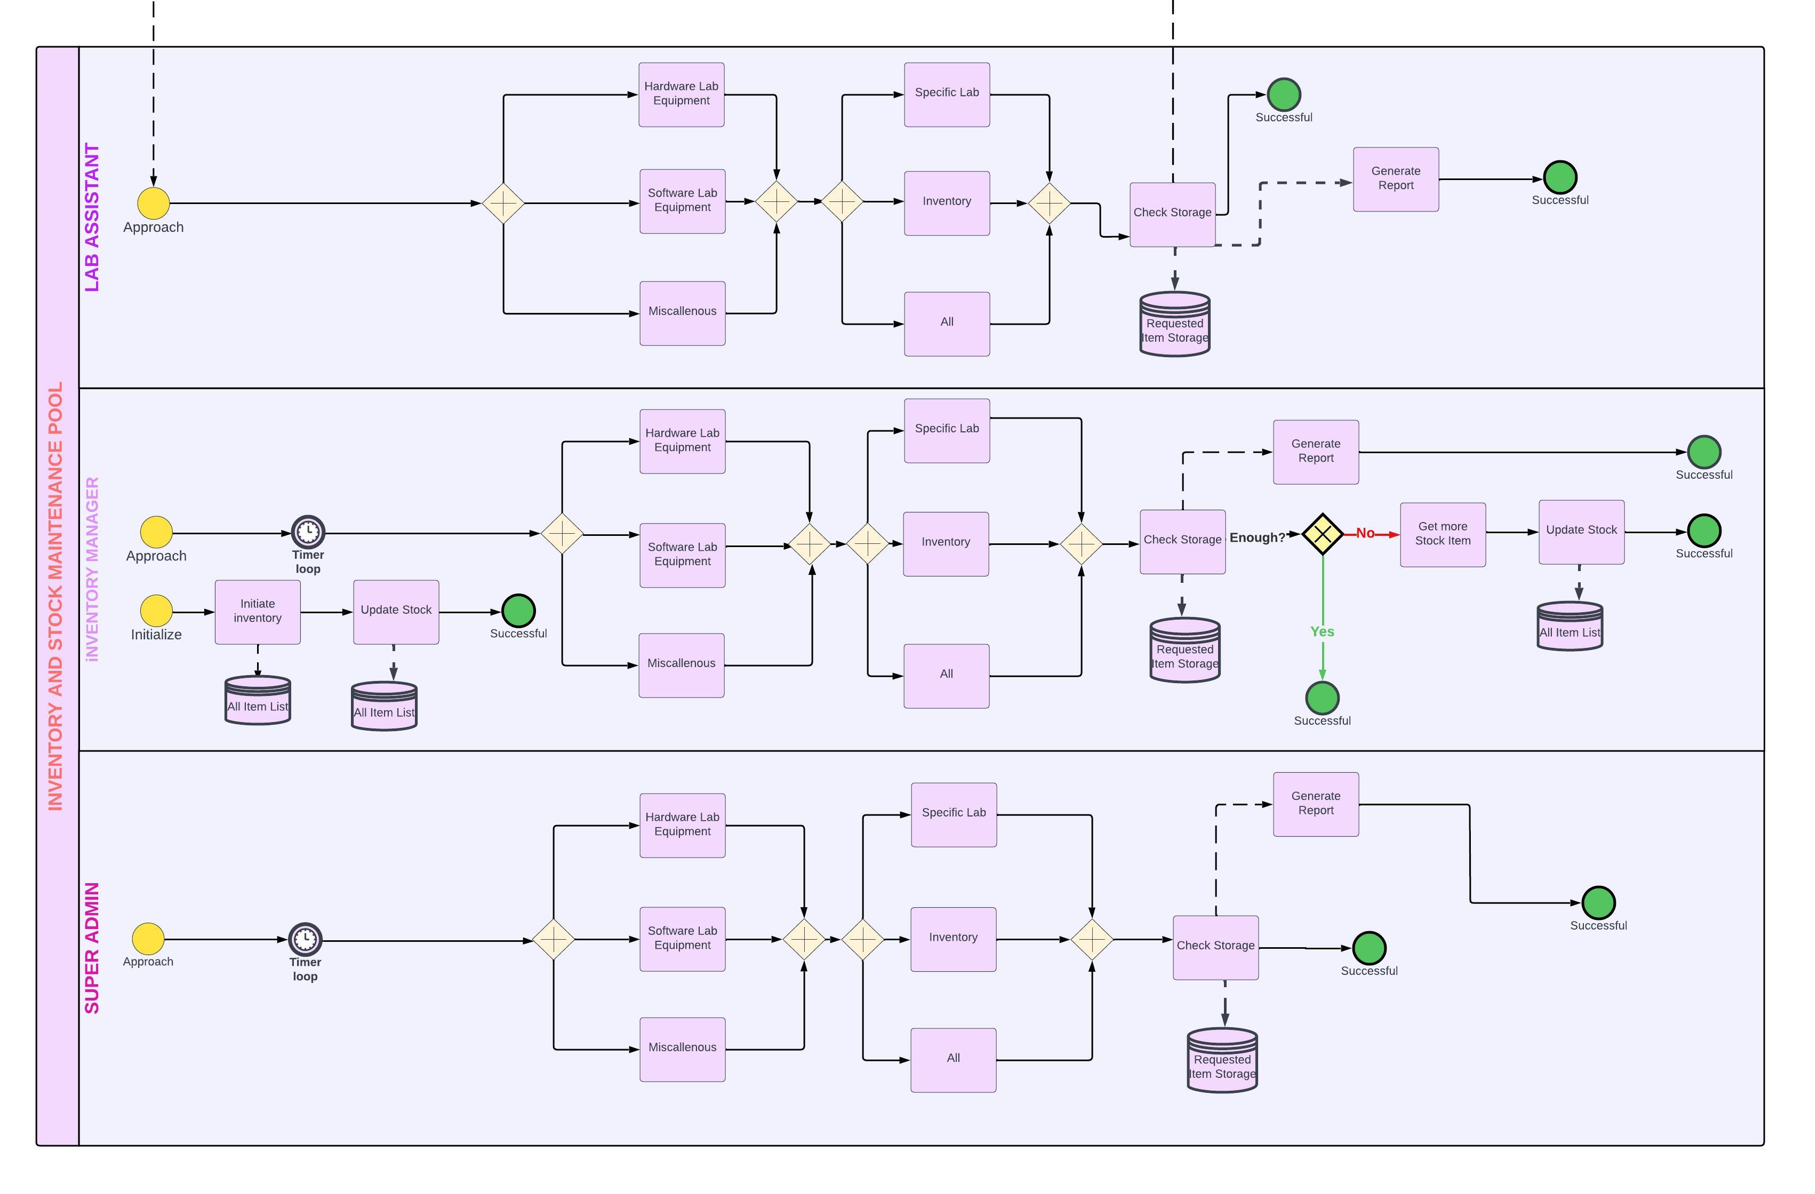 INVENTORY AND STOCK MAINTENANCE POOL
LAB ASSISTANT
Approach
Hardware Lab
Equipment
Software Lab
Equipment
Miscallenous
Specific Lab
Inventory
All
Check Storage
Requested
Item Storage
Successful
Generate
Report
Successful
iNVENTORY MANAGER
Approach
Timer
loop
Initialize
Initiate
inventory
Update Stock
Successful
All Item List
All Item List
Hardware Lab
Equipment
Software Lab
Equipment
Miscallenous
Specific Lab
Inventory
All
Check Storage
Requested
Item Storage
Generate
Report
Successful
Enough?
No
Get more
Stock Item
Update Stock
Successful
All Item List
Yes
Successful
SUPER ADMIN
Approach
Timer
loop
Hardware Lab
Equipment
Software Lab
Equipment
Miscallenous
Specific Lab
Inventory
All
Check Storage
Requested
Item Storage
Generate
Report
Successful
Successful